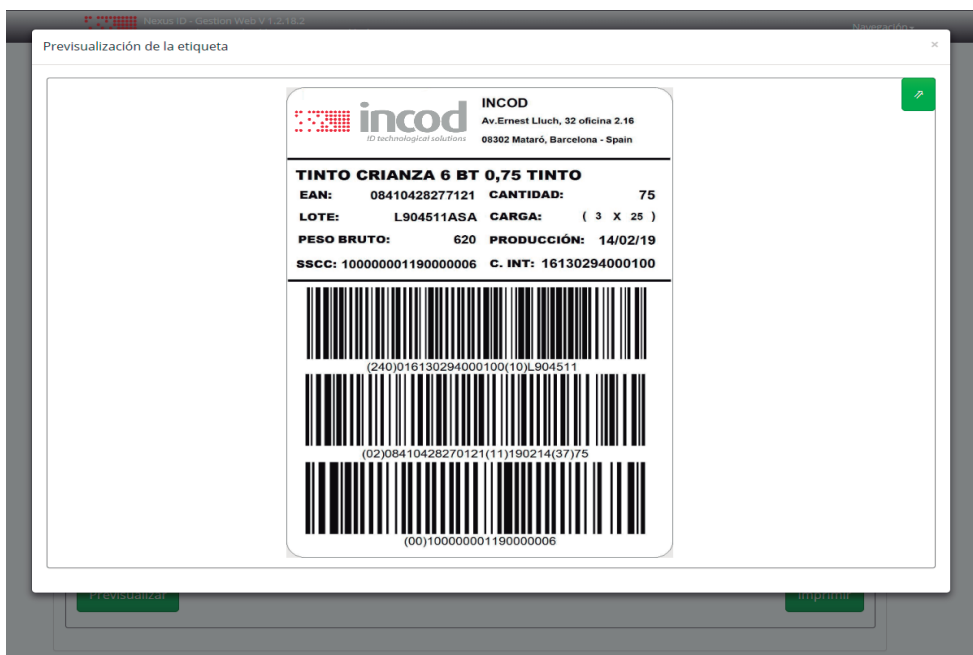 Nexus ID - Gestion Web V 1.2.18.2
Navegación
Previsualización de la etiqueta
×
incod
ID technological solutions
INCOD
Av.Ernest Lluch, 32 oficina 2.16
08302 Mataró, Barcelona - Spain
TINTO CRIANZA 6 BT 0,75 TINTO
EAN: 08410428277121 CANTIDAD: 75
LOTE: L904511ASA CARGA: ( 3 X 25 )
PESO BRUTO: 620 PRODUCCIÓN: 14/02/19
SSCC: 100000001190000006 C. INT: 16130294000100
(240)016130294000100(10)L904511
(02)08410428270121(11)190214(37)75
(00)100000001190000006
Previsualizar
Imprimir